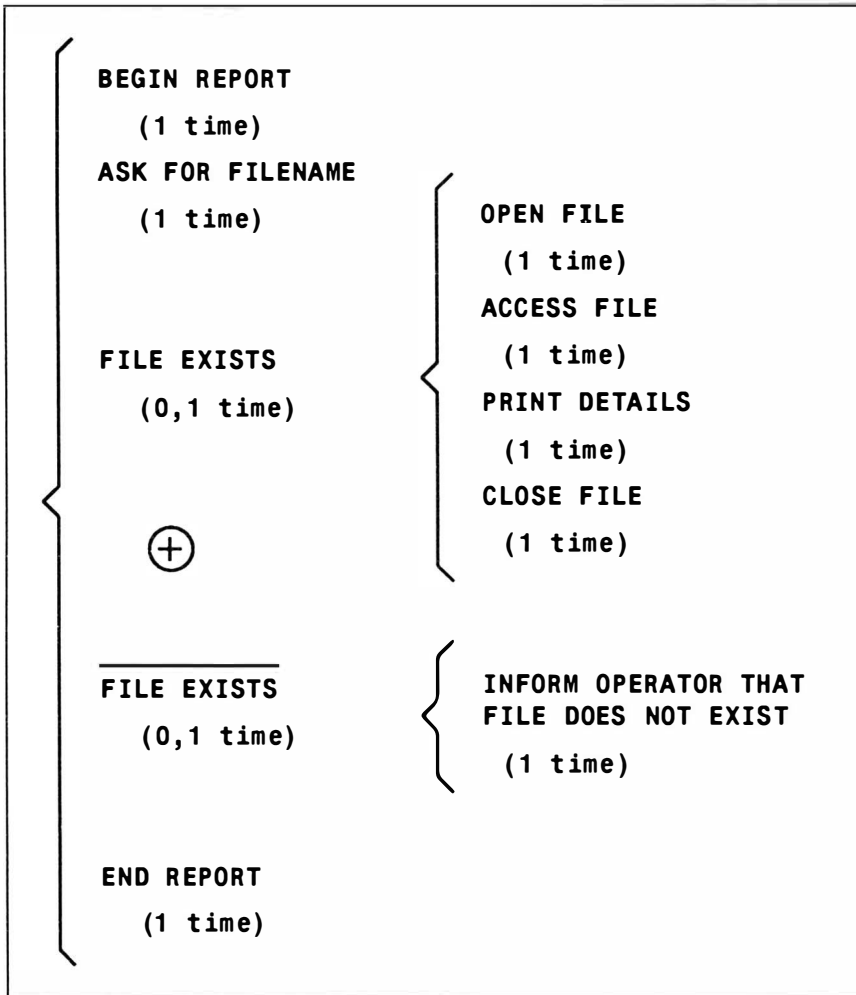 BEGIN REPORT
(1 time)
ASK FOR FILENAME
(1 time)
FILE EXISTS
(0,1 time)
OPEN FILE
(1 time)
ACCESS FILE
(1 time)
PRINT DETAILS
(1 time)
CLOSE FILE
(1 time)
+
FILE EXISTS
(0,1 time)
INFORM OPERATOR THAT
FILE DOES NOT EXIST
(1 time)
END REPORT
(1 time)